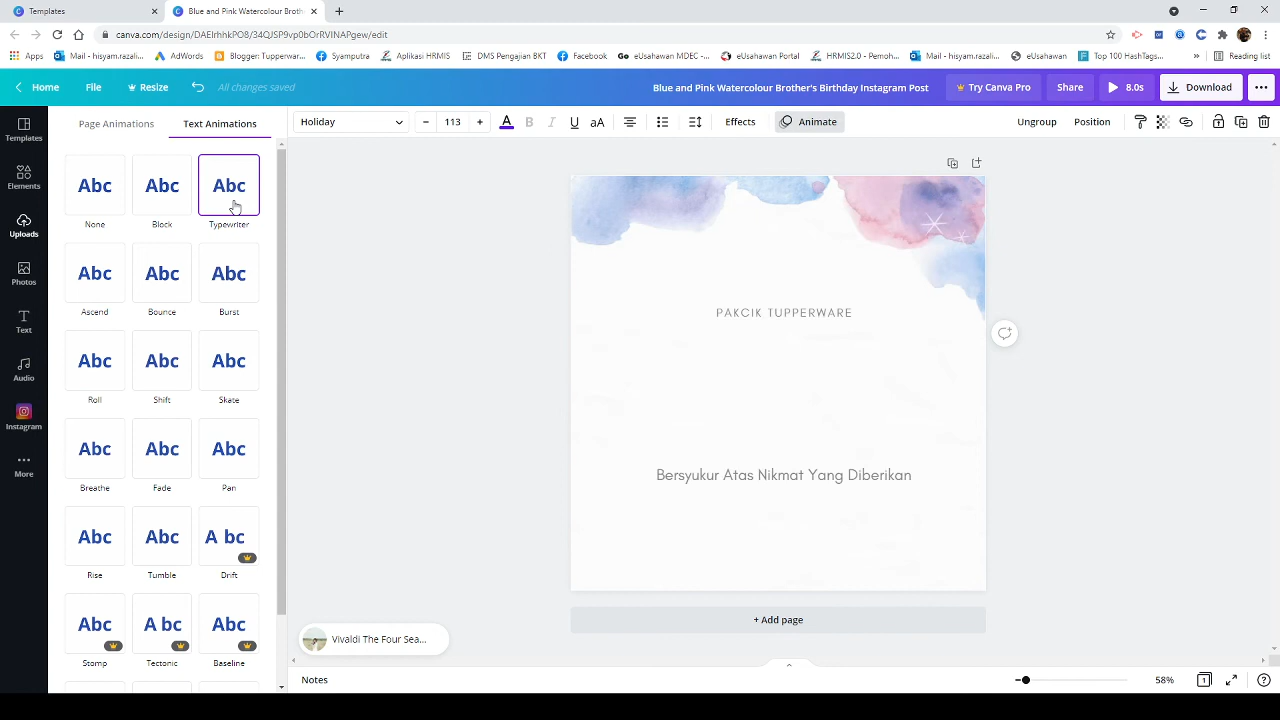 Templates
Blue and Pink Watercolour Broth
canva.com/design/DAElrhhkPO8/34QJSP9vp0bOrRVINAPgew/edit
Apps
hisyam.razali...
AdWords
Blogger: Tupperwar...
Syamputra
Aplikasi HRMIS
DMS Pengajian BKT
Facebook
eUsahawan MDEC -...
eUsahawan Portal
HRMIS2.0 - Pemoh...
Mail - hisyam.razali...
eUsahawan
Top 100 HashTags...
Reading list
Home
File
Resize
All changes saved
Blue and Pink Watercolour Brother's Birthday Instagram Post
Try Canva Pro
Share
8.0s
Download
Templates
Elements
Uploads
Photos
Text
Audio
Instagram
More
Page Animations
Text Animations
Holiday
113
A
B
I
U
aA
Effects
Animate
Ungroup
Position
Abc
Abc
Abc
None
Block
Typewriter
Abc
Abc
Abc
Ascend
Bounce
Burst
Abc
Abc
Abc
Roll
Shift
Skate
Abc
Abc
Abc
Breathe
Fade
Pan
Abc
Abc
A bc
Rise
Tumble
Drift
Abc
A bc
Abc
Stomp
Tectonic
Baseline
PAKCIK TUPPERWARE
Bersyukur Atas Nikmat Yang Diberikan
+ Add page
Vivaldi The Four Sea...
Notes
58%
1